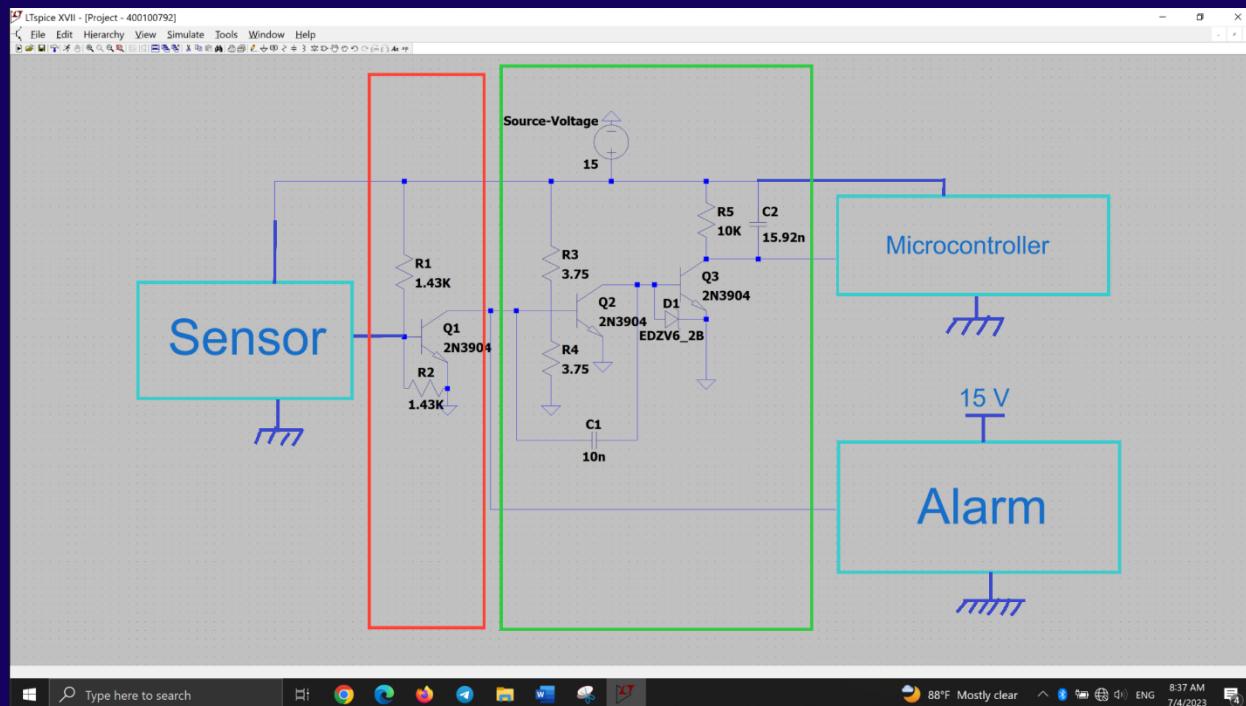 LTspice XVII - [Project - 400100792]
File Edit Hierarchy View Simulate Tools Window Help
Source-Voltage
15
R5
10K
C2
15.92n
Microcontroller
R1
1.43K
R3
3.75
Q3
2N3904
Sensor
Q1
2N3904
Q2
2N3904
D1
EDZV6_2B
R2
1.43K
R4
3.75
15 V
C1
10n
Alarm
Type here to search
88°F Mostly clear
ENG
8:37 AM
7/4/2023
4